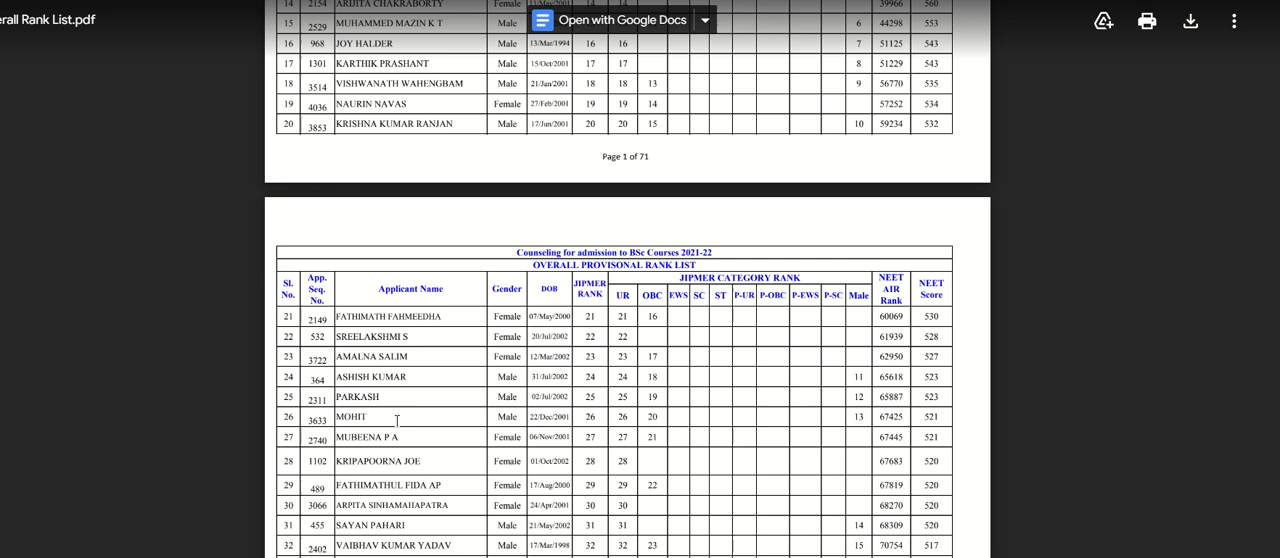 erall Rank List.pdf
Open with Google Docs
14 2154 ARIJITA CHAKRABORTY Female 14 14 39966 560
15 2529 MUHAMMED MAZIN K T Male 6 44298 553
16 968 JOY HALDER Male 13/Mar/1994 16 16 7 51125 543
17 1301 KARTHIK PRASHANT Male 15/Oct/2001 17 17 8 51229 543
18 3514 VISHWANATH WAHENGBAM Male 21/Jan/2001 18 18 13 9 56770 535
19 4036 NAURIN NAVAS Female 27/Feb/2001 19 19 14 57252 534
20 3853 KRISHNA KUMAR RANJAN Male 17/Jun/2001 20 20 15 10 59234 532
Page 1 of 71
Counseling for admission to BSc Courses 2021-22
OVERALL PROVISONAL RANK LIST
Sl. No. App. Seq. No. Applicant Name Gender DOB JIPMER RANK JIPMER CATEGORY RANK NEET AIR Rank NEET Score
UR OBC EWS SC ST P-UR P-OBC P-EWS P-SC Male
21 2149 FATHIMATH FAHMEEDHA Female 07/May/2000 21 21 16 60069 530
22 532 SREELAKSHMI S Female 20/Jul/2002 22 22 61939 528
23 3722 AMALNA SALIM Female 12/Mar/2002 23 23 17 62950 527
24 364 ASHISH KUMAR Male 31/Jul/2002 24 24 18 11 65618 523
25 2311 PARKASH Male 02/Jul/2002 25 25 19 12 65887 523
26 3633 MOHIT Male 22/Dec/2001 26 26 20 13 67425 521
27 2740 MUBEENA P A Female 06/Nov/2001 27 27 21 67445 521
28 1102 KRIPAPOORNA JOE Female 01/Oct/2002 28 28 67683 520
29 489 FATHIMATHUL FIDA AP Female 17/Aug/2000 29 29 22 67819 520
30 3066 ARPITA SINHAMAHAPATRA Female 24/Apr/2001 30 30 68270 520
31 455 SAYAN PAHARI Male 21/May/2002 31 31 14 68309 520
32 2402 VAIBHAV KUMAR YADAV Male 17/Mar/1998 32 32 23 15 70754 517